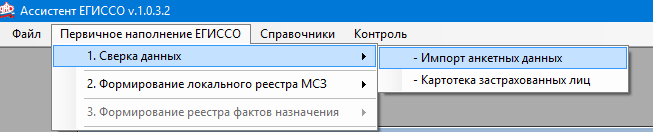 Ассистент ЕГИССО v.1.0.3.2
Файл Первичное наполнение ЕГИССО Справочники Контроль
1. Сверка данных
- Импорт анкетных данных
- Картотека застрахованных лиц
2. Формирование локального реестра МСЗ
3. Формирование реестра фактов назначения